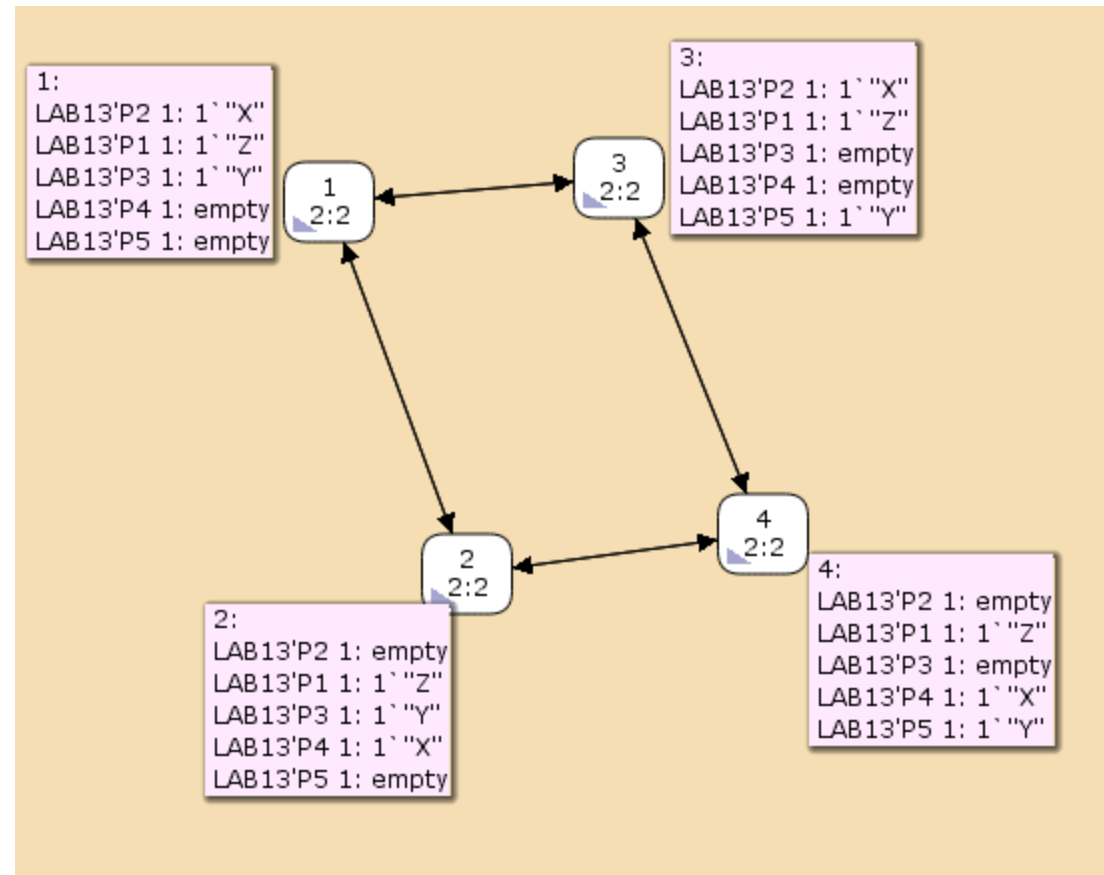 1:
LAB13'P2 1: 1`"X"
LAB13'P1 1: 1`"Z"
LAB13'P3 1: 1`"Y"
LAB13'P4 1: empty
LAB13'P5 1: empty
1
2:2
3
2:2
3:
LAB13'P2 1: 1`"X"
LAB13'P1 1: 1`"Z"
LAB13'P3 1: empty
LAB13'P4 1: empty
LAB13'P5 1: 1`"Y"
2
2:2
2:
LAB13'P2 1: empty
LAB13'P1 1: 1`"Z"
LAB13'P3 1: 1`"Y"
LAB13'P4 1: 1`"X"
LAB13'P5 1: empty
4
2:2
4:
LAB13'P2 1: empty
LAB13'P1 1: 1`"Z"
LAB13'P3 1: empty
LAB13'P4 1: 1`"X"
LAB13'P5 1: 1`"Y"